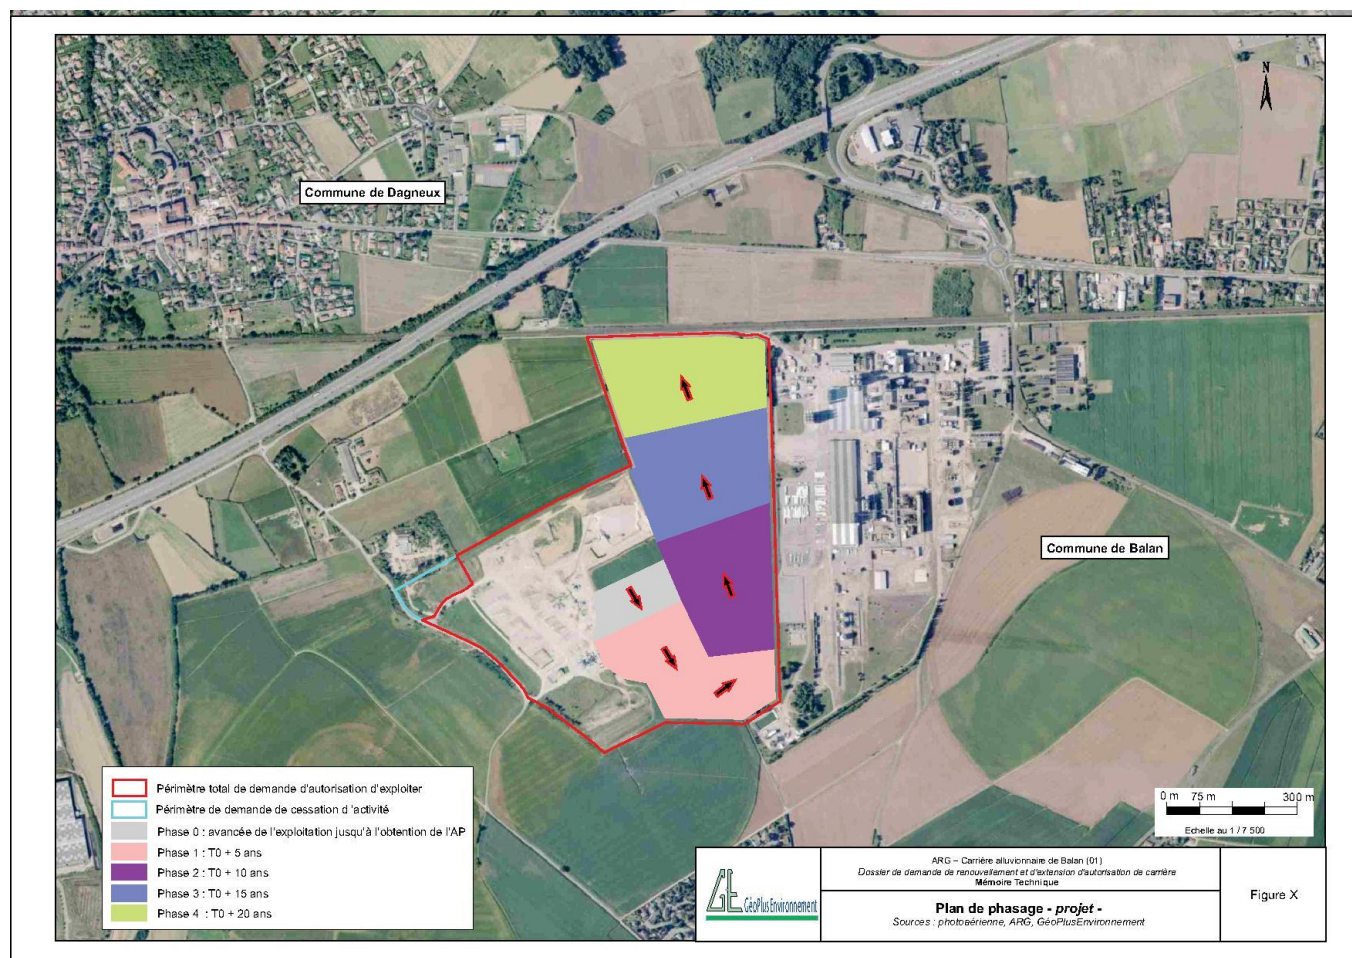 N
Commune de Dagneux
Commune de Balan
Périmètre total de demande d'autorisation d'exploiter
Périmètre de demande de cessation d 'activité
Phase 0 : avancée de l'exploitation jusqu'à l'obtention de l'AP
Phase 1 : T0 + 5 ans
Phase 2 : T0 + 10 ans
Phase 3 : T0 + 15 ans
Phase 4 : T0 + 20 ans
0 m 75 m 300 m
Echelle au 1 / 7 500
GéoPlusEnvironnement
ARG – Carrière alluvionnaire de Balan (01)
Dossier de demande de renouvellement et d'extension d'autorisation de carrière
Mémoire Technique
Plan de phasage - projet -
Sources : photoaérienne, ARG, GéoPlusEnvironnement
Figure X